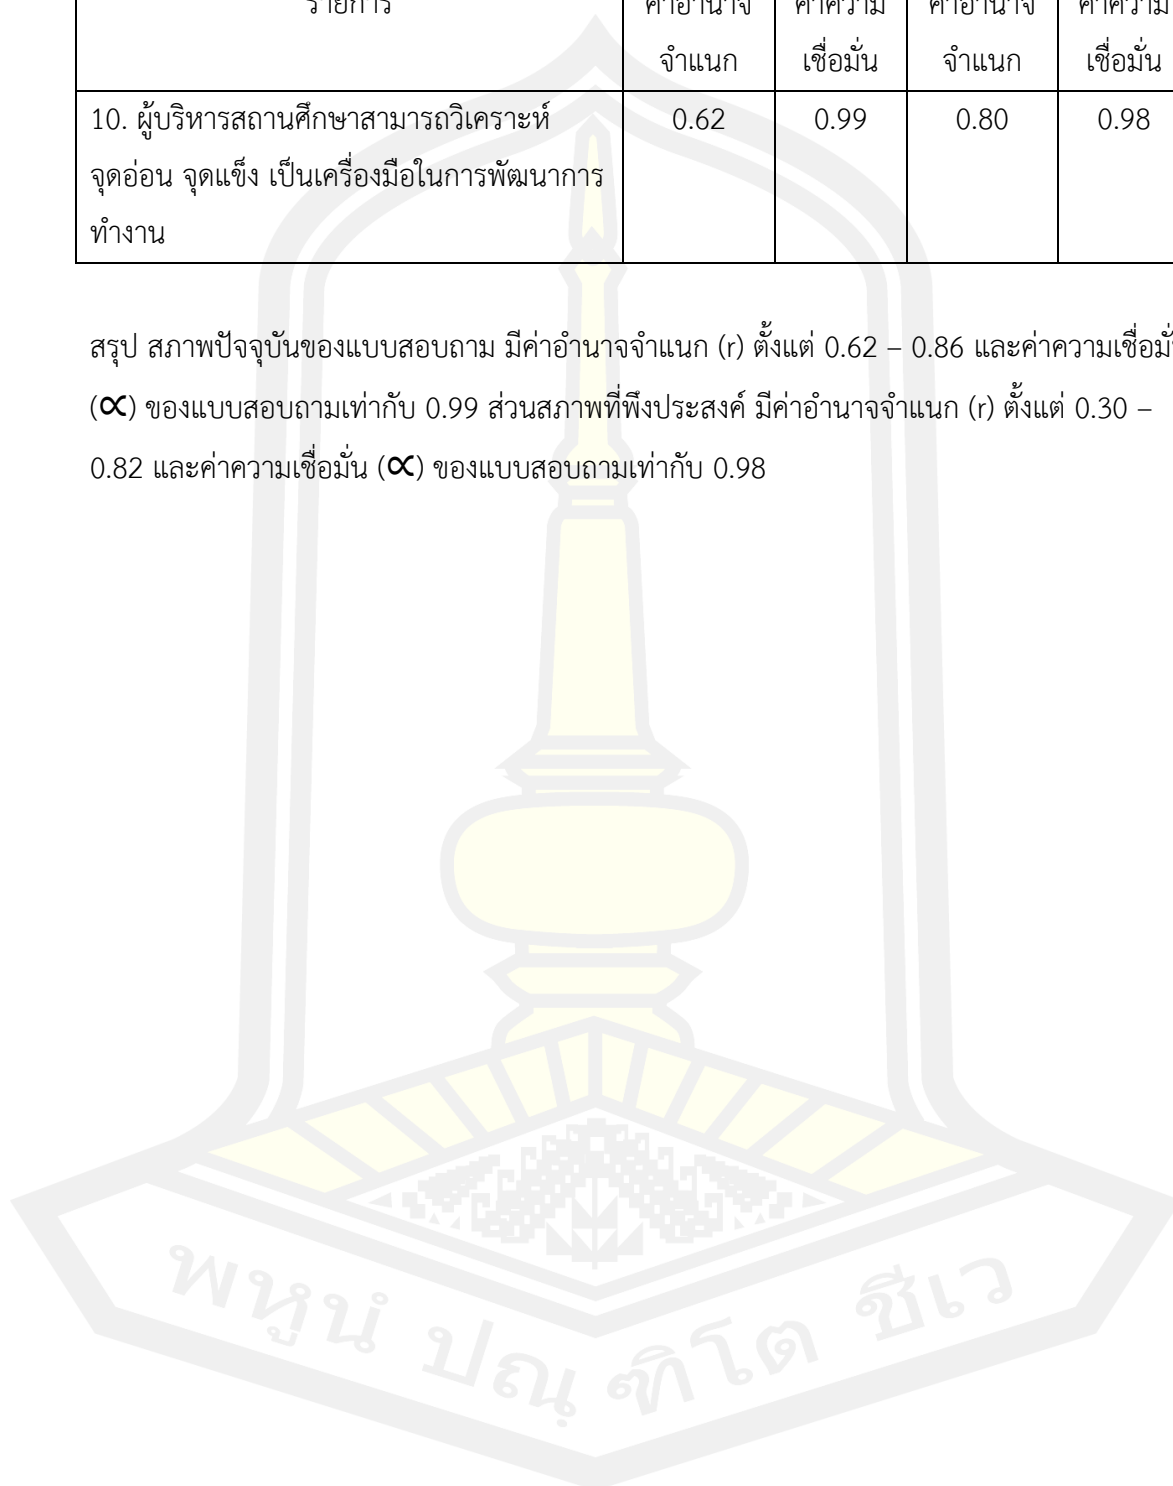 รายการ ค่าอำนาจ ค่าความ ค่าอำนาจ ค่าความ
จำแนก เชื่อมั่น จำแนก เชื่อมั่น
10. ผู้บริหารสถานศึกษาสามารถวิเคราะห์ 0.62 0.99 0.80 0.98
จุดอ่อน จุดแข็ง เป็นเครื่องมือในการพัฒนาการ
ทำงาน
สรุป สภาพปัจจุบันของแบบสอบถาม มีค่าอำนาจจำแนก (r) ตั้งแต่ 0.62 – 0.86 และค่าความเชื่อมั่น
(∝) ของแบบสอบถามเท่ากับ 0.99 ส่วนสภาพที่พึงประสงค์ มีค่าอำนาจจำแนก (r) ตั้งแต่ 0.30 –
0.82 และค่าความเชื่อมั่น (∝) ของแบบสอบถามเท่ากับ 0.98
พหูนํ ปณฺฑิโต ชีเว